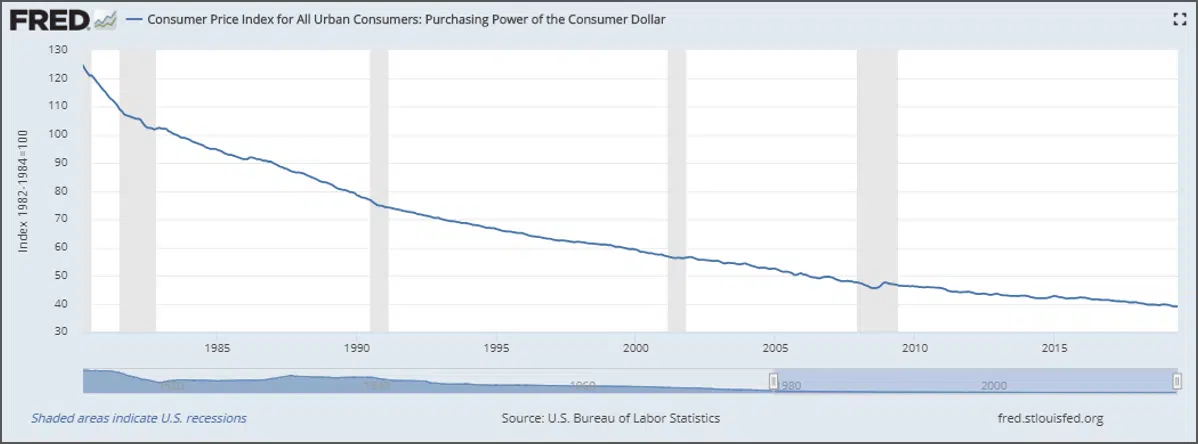 FRED Consumer Price Index for All Urban Consumers: Purchasing Power of the Consumer Dollar
130
120
110
100
90
80
70
60
50
40
30
Index 1982-1984=100
1985 1990 1995 2000 2005 2010 2015
1960 1980 2000
Shaded areas indicate U.S. recessions Source: U.S. Bureau of Labor Statistics fred.stlouisfed.org